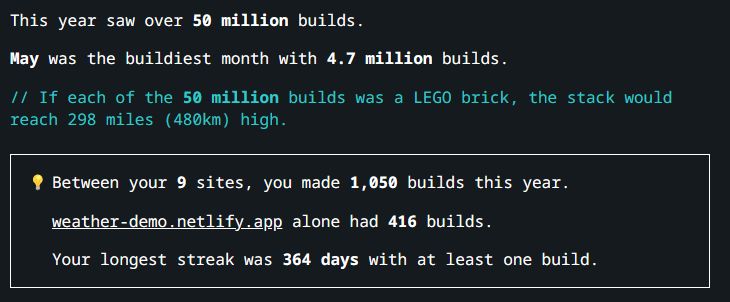 This year saw over 50 million builds.
May was the buildiest month with 4.7 million builds.
// If each of the 50 million builds was a LEGO brick, the stack would
reach 298 miles (480km) high.
Between your 9 sites, you made 1,050 builds this year.
weather-demo.netlify.app alone had 416 builds.
Your longest streak was 364 days with at least one build.